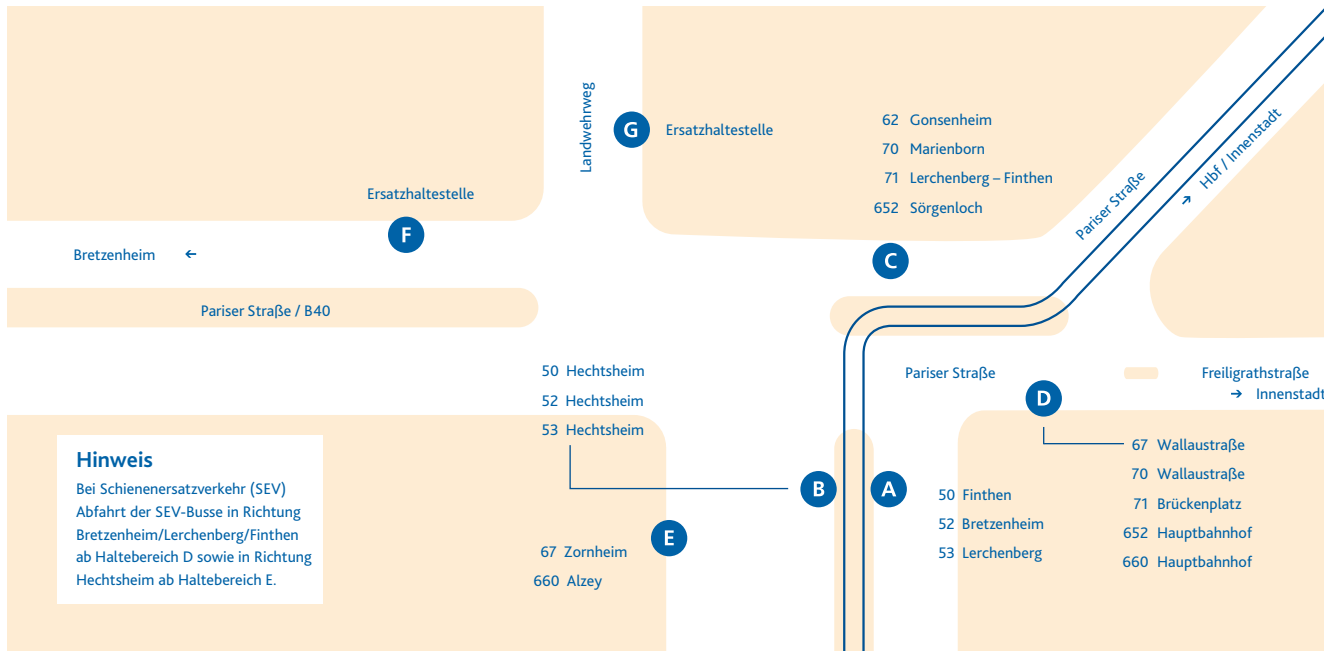 Landwehrweg
G
Ersatzhaltestelle
62 Gonsenheim
70 Marienborn
71 Lerchenberg – Finthen
652 Sörgenloch
C
Pariser Straße
→ Hbf / Innenstadt
Ersatzhaltestelle
F
Bretzenheim ←
Pariser Straße / B40
50 Hechtsheim
52 Hechtsheim
53 Hechtsheim
B
A
Pariser Straße
D
Freiligrathstraße
→ Innenstadt
67 Wallaustraße
70 Wallaustraße
71 Brückenplatz
652 Hauptbahnhof
660 Hauptbahnhof
50 Finthen
52 Bretzenheim
53 Lerchenberg
E
67 Zornheim
660 Alzey
Hinweis
Bei Schienenersatzverkehr (SEV)
Abfahrt der SEV-Busse in Richtung
Bretzenheim/Lerchenberg/Finthen
ab Haltebereich D sowie in Richtung
Hechtsheim ab Haltebereich E.